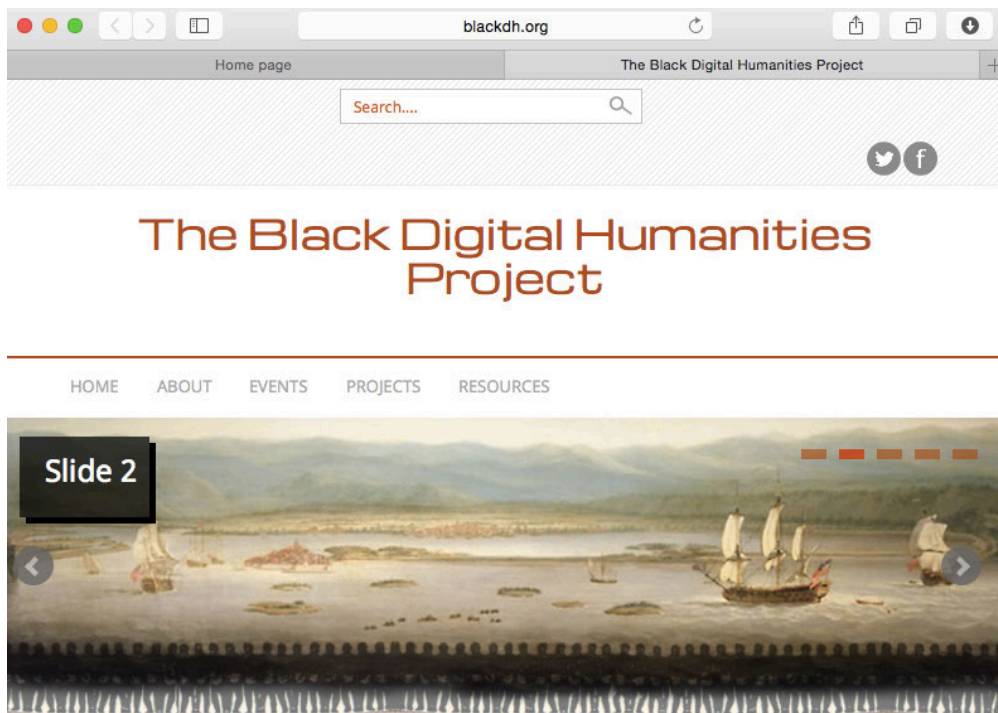 blackdh.org
Home page
The Black Digital Humanities Project
Search....
The Black Digital Humanities
Project
HOME ABOUT EVENTS PROJECTS RESOURCES
Slide 2